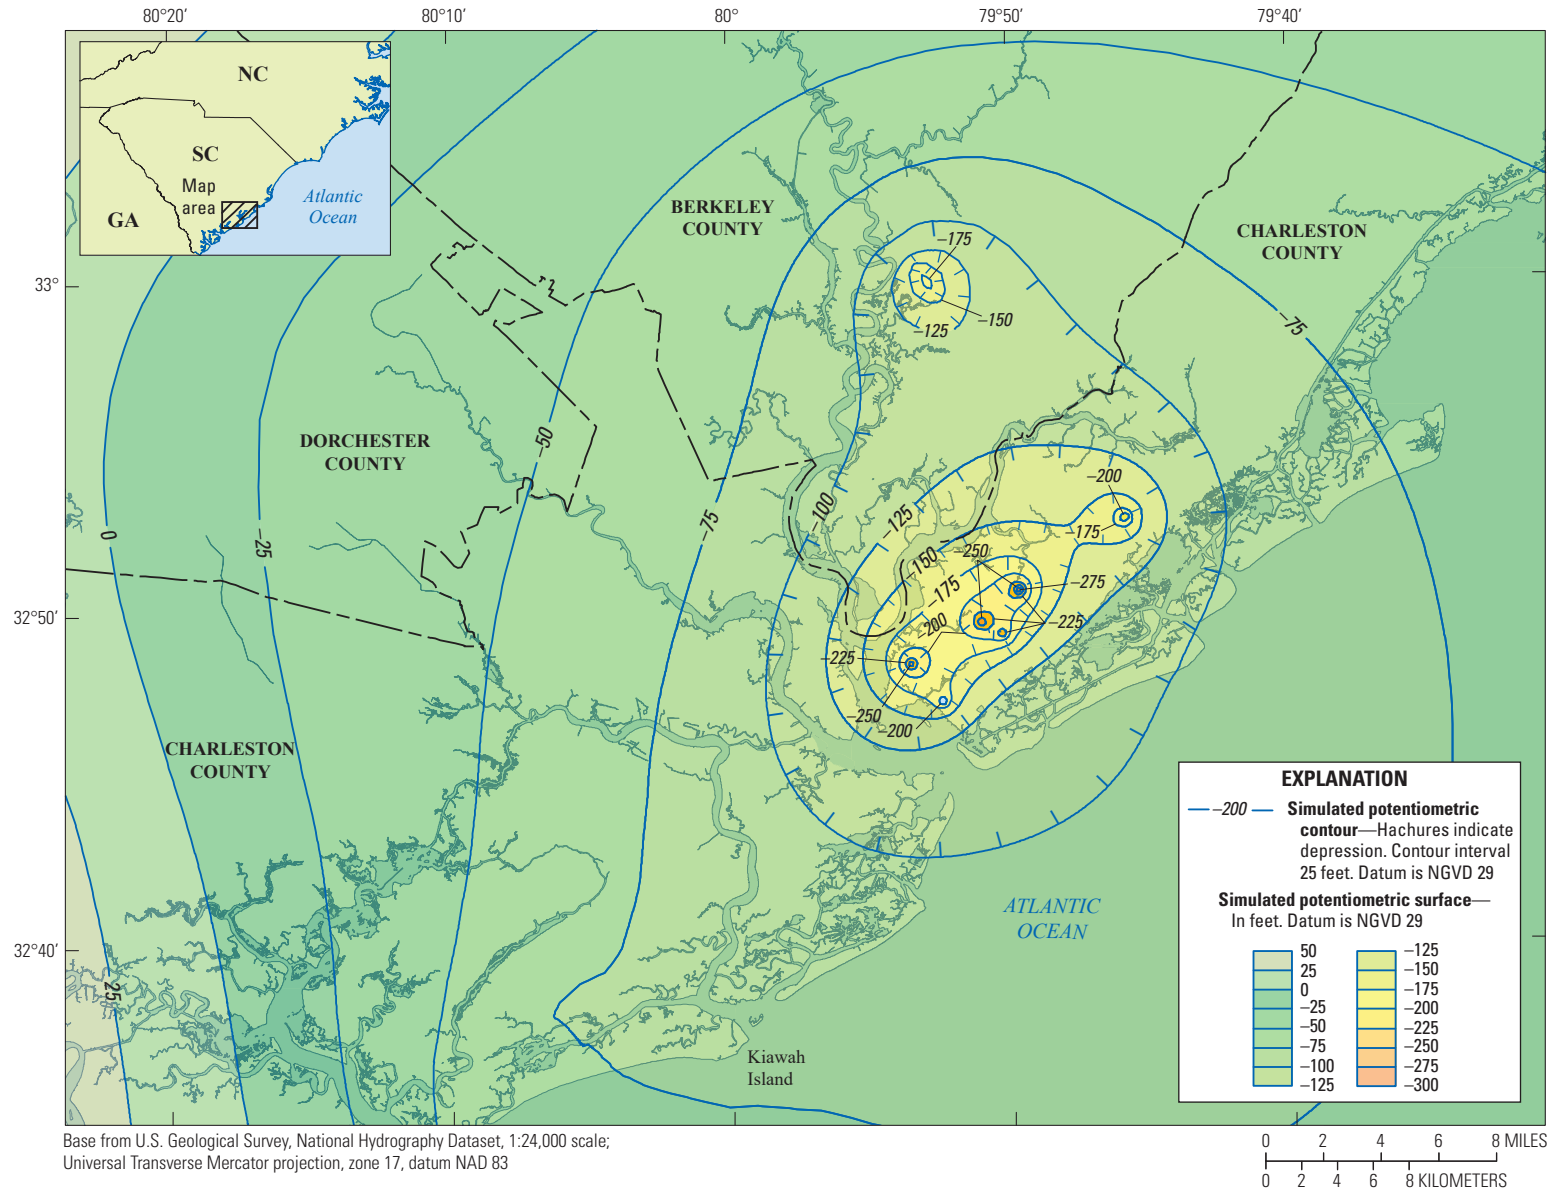 80°20′
80°10′
80°
79°50′
79°40′
NC
SC
Map
area
GA
Atlantic
Ocean
BERKELEY
COUNTY
CHARLESTON
COUNTY
–175
–150
–125
33°
–75
DORCHESTER
COUNTY
–50
–200
–100
–125
–75
0
–25
–175
–150
–250
–275
–175
32°50′
–200
–225
–225
–250
–200
CHARLESTON
COUNTY
ATLANTIC
OCEAN
32°40′
25
Kiawah
Island
EXPLANATION
–200
Simulated potentiometric
contour—Hachures indicate
depression. Contour interval
25 feet. Datum is NGVD 29
Simulated potentiometric surface—
In feet. Datum is NGVD 29
50
25
0
–25
–50
–75
–100
–125
–125
–150
–175
–200
–225
–250
–275
–300
Base from U.S. Geological Survey, National Hydrography Dataset, 1:24,000 scale;
Universal Transverse Mercator projection, zone 17, datum NAD 83
0 2 4 6 8 MILES
0 2 4 6 8 KILOMETERS